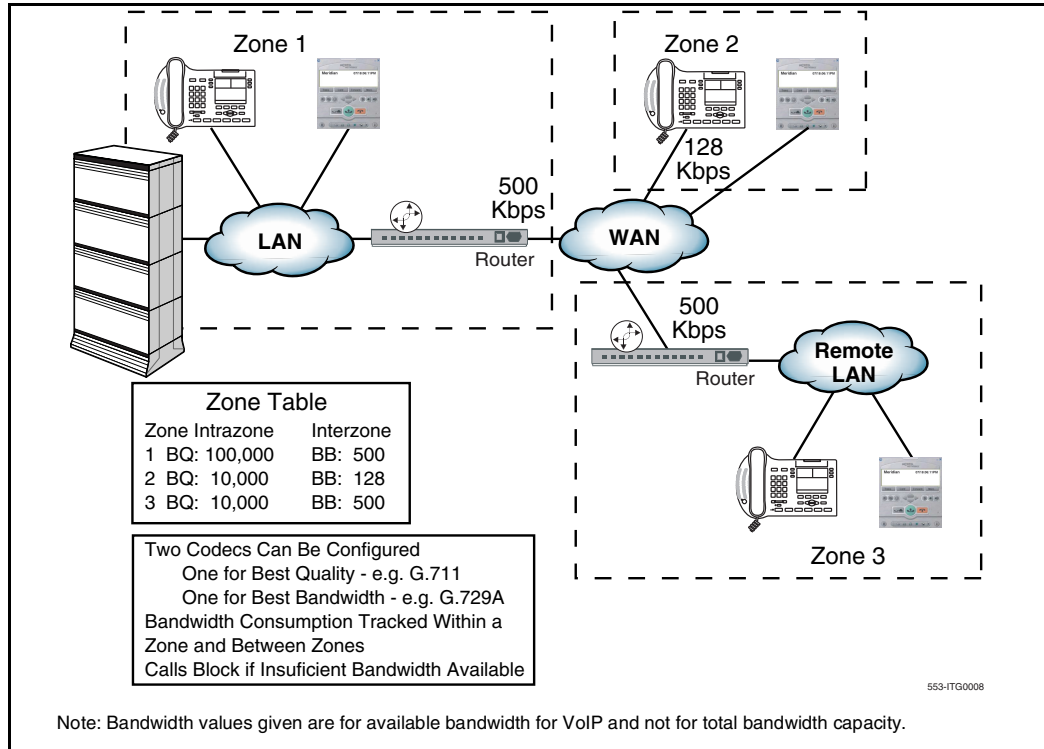 Zone 1
Zone 2
Meridian
Meridian
128
Kbps
500
Kbps
LAN
WAN
Router
500
Kbps
Router
Remote
LAN
Meridian
Zone 3
Zone Table
Zone Intrazone Interzone
1 BQ: 100,000 BB: 500
2 BQ: 10,000 BB: 128
3 BQ: 10,000 BB: 500
Two Codecs Can Be Configured
One for Best Quality - e.g. G.711
One for Best Bandwidth - e.g. G.729A
Bandwidth Consumption Tracked Within a
Zone and Between Zones
Calls Block if Insuficient Bandwidth Available
553-ITG0008
Note: Bandwidth values given are for available bandwidth for VoIP and not for total bandwidth capacity.